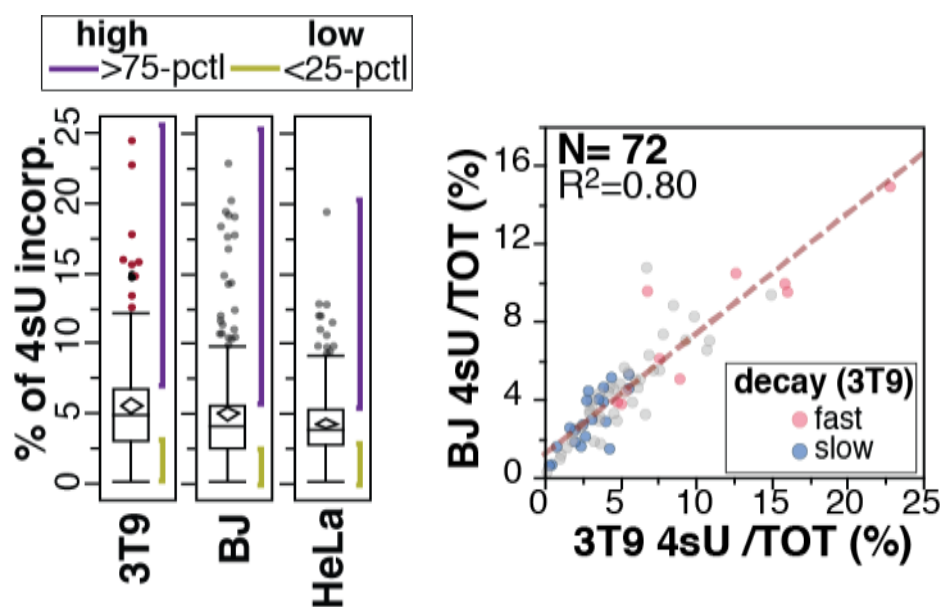 high low
>75-pctl <25-pctl
% of 4sU incorp.
25
20
15
10
5
0
3T9
BJ
HeLa
BJ 4sU /TOT (%)
16
12
8
4
0
N= 72
R²=0.80
decay (3T9)
fast
slow
0 5 10 15 20 25
3T9 4sU /TOT (%)